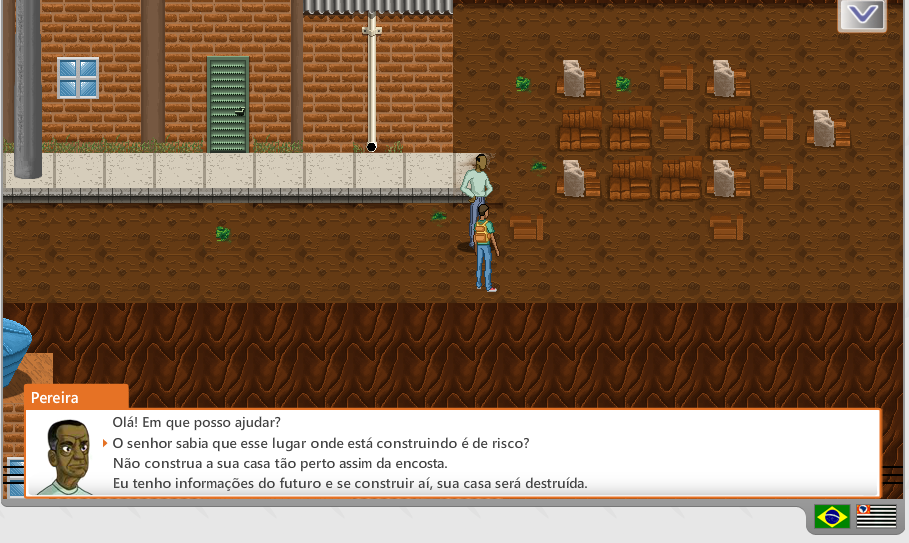 Pereira
Olá! Em que posso ajudar?
O senhor sabia que esse lugar onde está construindo é de risco?
Não construa a sua casa tão perto assim da encosta.
Eu tenho informações do futuro e se construir aí, sua casa será destruída.